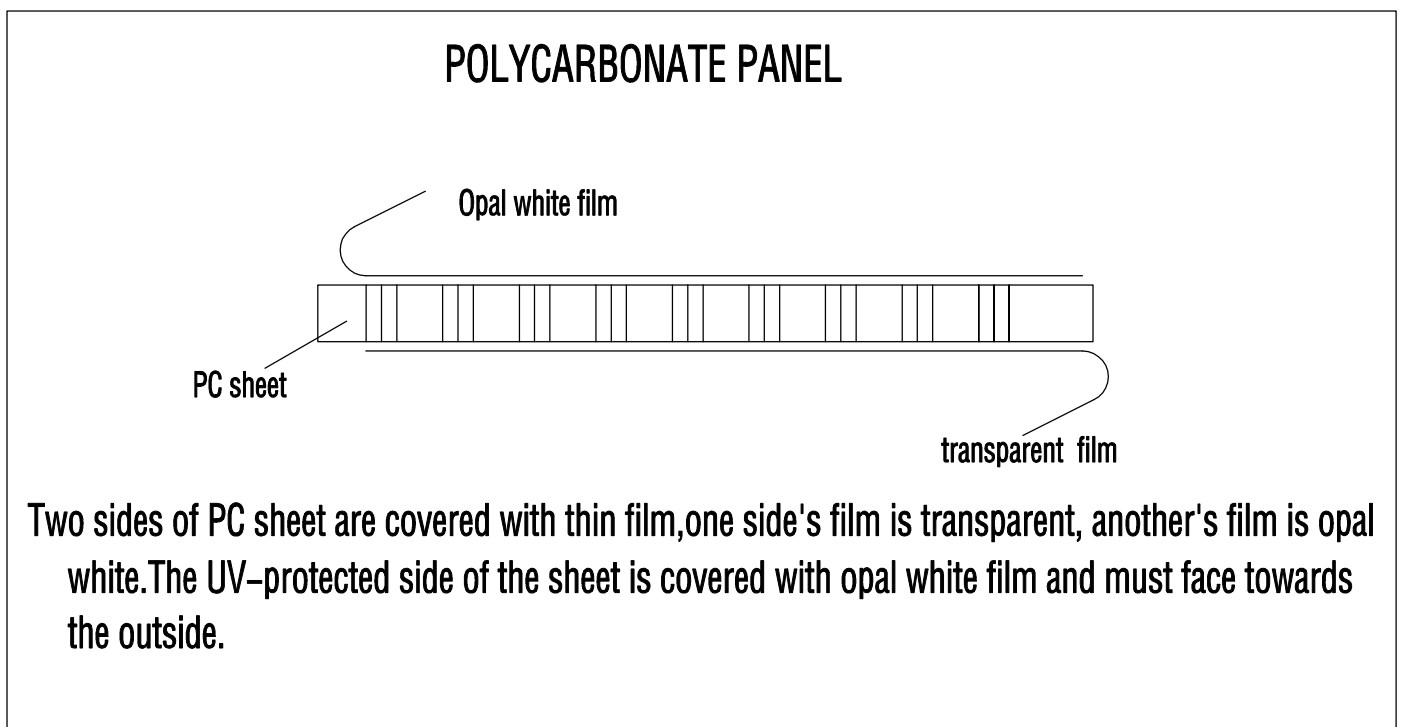 POLYCARBONATE PANEL
Opal white film
PC sheet
transparent film
Two sides of PC sheet are covered with thin film,one side's film is transparent, another's film is opal
white.The UV–protected side of the sheet is covered with opal white film and must face towards
the outside.